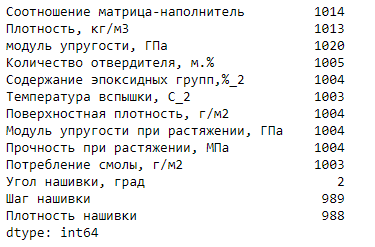 Соотношение матрица-наполнитель 1014
Плотность, кг/м3 1013
модуль упругости, ГПа 1020
Количество отвердителя, м.% 1005
Содержание эпоксидных групп,%_2 1004
Температура вспышки, С_2 1003
Поверхностная плотность, г/м2 1004
Модуль упругости при растяжении, ГПа 1004
Прочность при растяжении, МПа 1004
Потребление смолы, г/м2 1003
Угол нашивки, град 2
Шаг нашивки 989
Плотность нашивки 988
dtype: int64